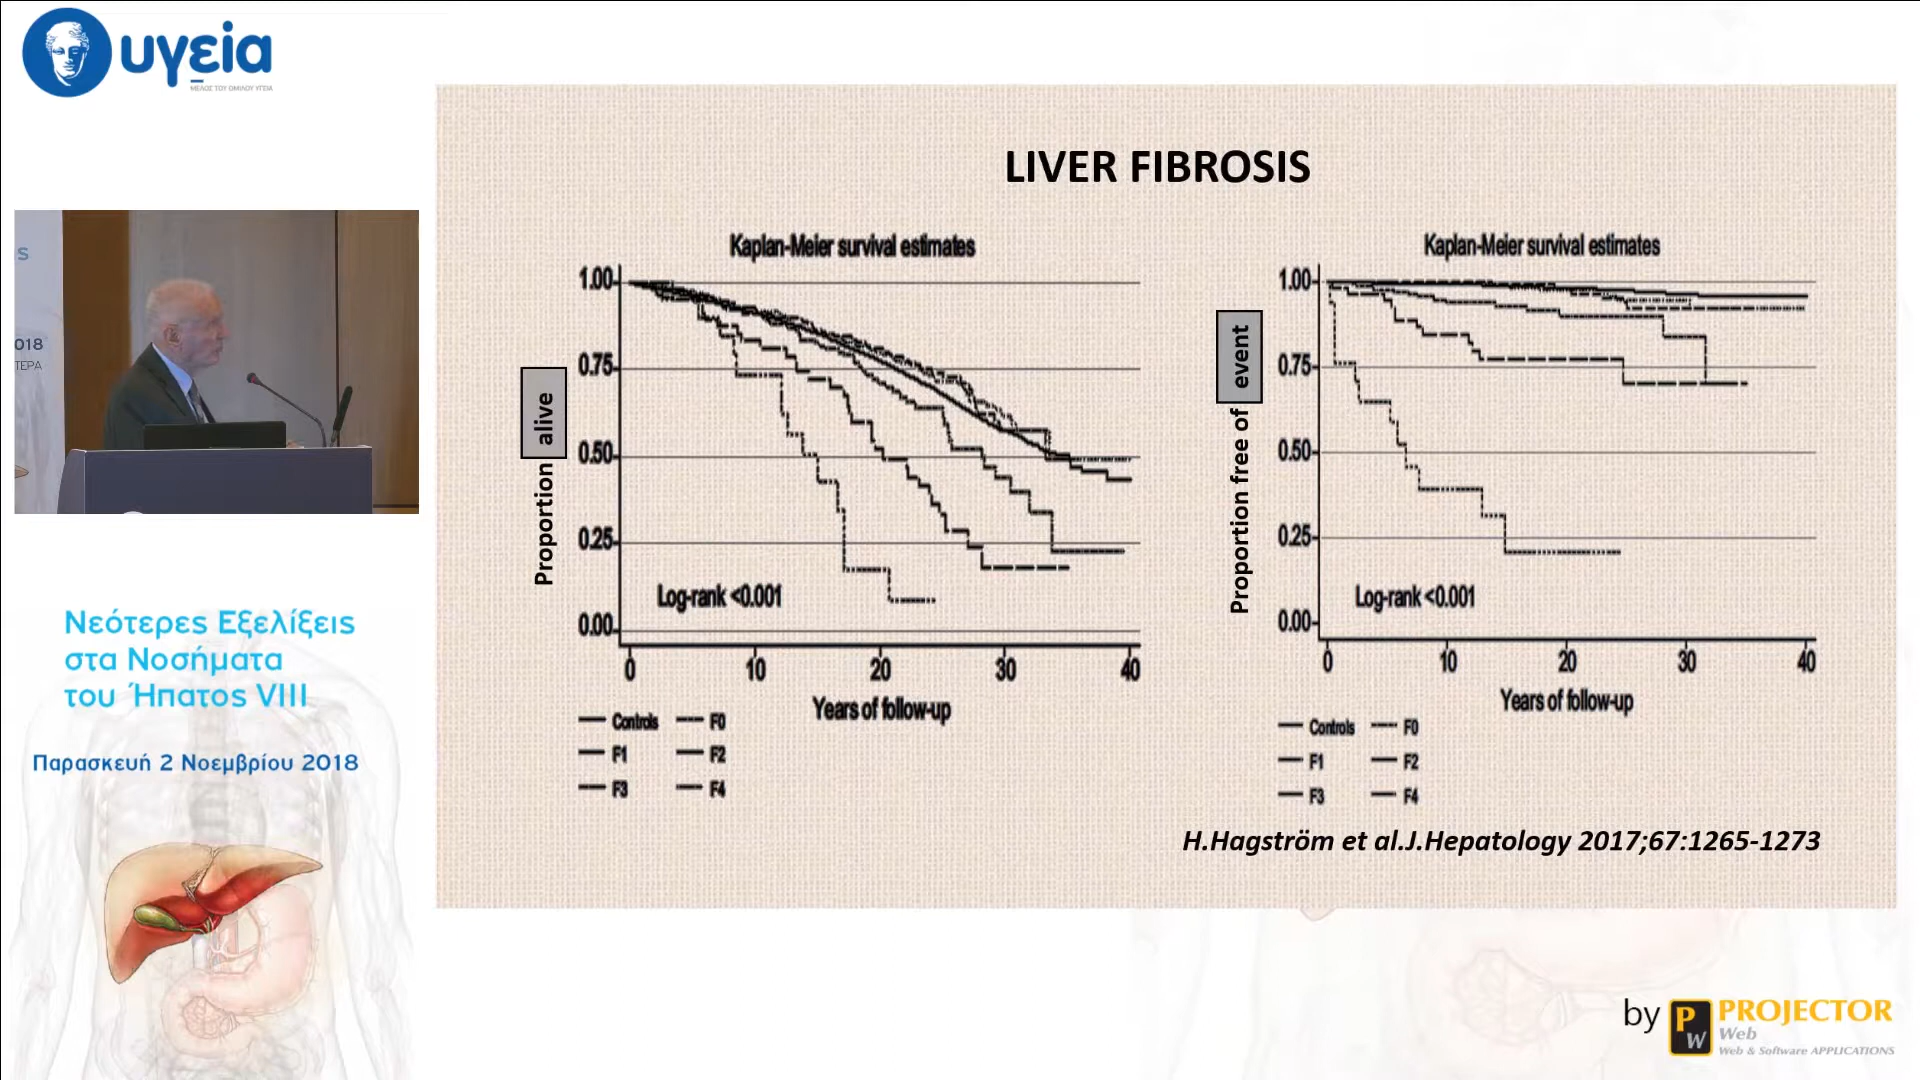 υγεία
ΜΕΛΟΣ ΤΟΥ ΟΜΙΛΟΥ ΥΓΕΙΑ
s
018
ΤΕΡΑ
Νεότερες Εξελίξεις
στα Νοσήματα
του Ήπατος VIII
Παρασκευή 2 Νοεμβρίου 2018
LIVER FIBROSIS
Kaplan-Meier survival estimates
1.00
0.75
0.50
0.25
0.00
Proportion alive
Log-rank <0.001
0 10 20 30 40
Years of follow-up
Controls F0
F1 F2
F3 F4
Kaplan-Meier survival estimates
1.00
0.75
0.50
0.25
0.00
Proportion free of event
Log-rank <0.001
0 10 20 30 40
Years of follow-up
Controls F0
F1 F2
F3 F4
H.Hagström et al.J.Hepatology 2017;67:1265-1273
by PW PROJECTOR
Web
Web & Software APPLICATIONS